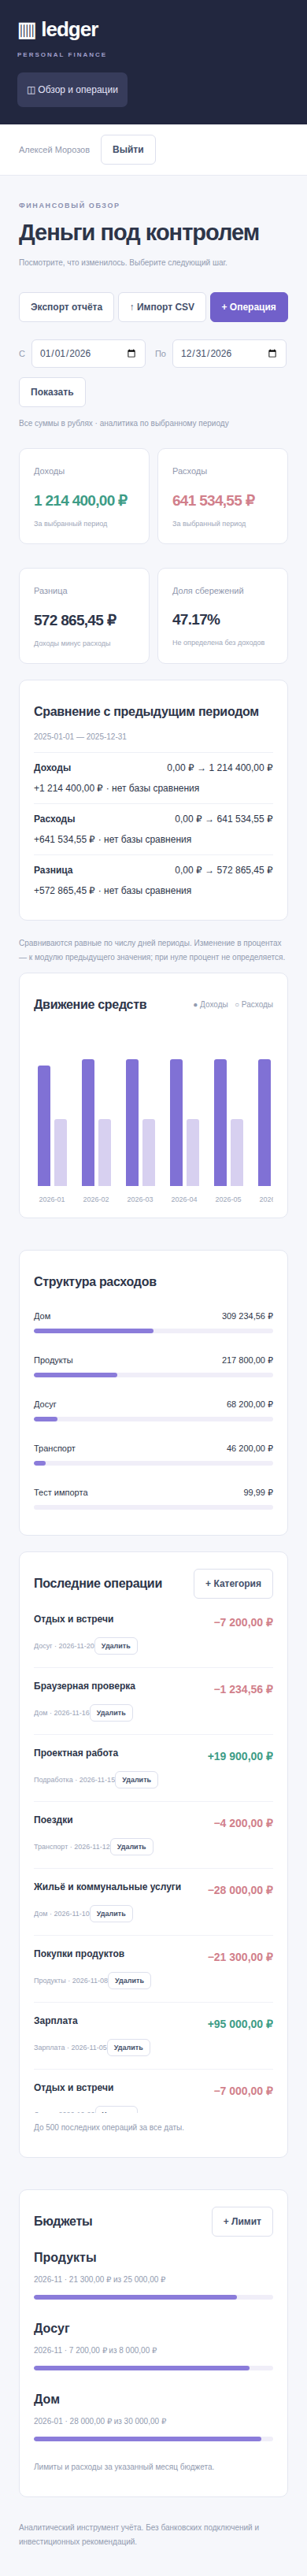 ledger
PERSONAL FINANCE
Обзор и операции
Алексей Морозов Выйти
ФИНАНСОВЫЙ ОБЗОР
Деньги под контролем
Посмотрите, что изменилось. Выберите следующий шаг.
Экспорт отчёта ↑ Импорт CSV + Операция
С 01/01/2026 По 12/31/2026
Показать
Все суммы в рублях · аналитика по выбранному периоду
Доходы Расходы
1 214 400,00 ₽ 641 534,55 ₽
За выбранный период За выбранный период
Разница Доля сбережений
572 865,45 ₽ 47.17%
Доходы минус расходы Не определена без доходов
Сравнение с предыдущим периодом
2025-01-01 — 2025-12-31
Доходы 0,00 ₽ → 1 214 400,00 ₽
+1 214 400,00 ₽ · нет базы сравнения
Расходы 0,00 ₽ → 641 534,55 ₽
+641 534,55 ₽ · нет базы сравнения
Разница 0,00 ₽ → 572 865,45 ₽
+572 865,45 ₽ · нет базы сравнения
Сравниваются равные по числу дней периоды. Изменение в процентах
— к модулю предыдущего значения; при нуле процент не определяется.
Движение средств ● Доходы ○ Расходы
2026-01 2026-02 2026-03 2026-04 2026-05
Структура расходов
Дом 309 234,56 ₽
Продукты 217 800,00 ₽
Досуг 68 200,00 ₽
Транспорт 46 200,00 ₽
Тест импорта 99,99 ₽
Последние операции + Категория
Отдых и встречи −7 200,00 ₽
Досуг · 2026-11-20 Удалить
Браузерная проверка −1 234,56 ₽
Дом · 2026-11-16 Удалить
Проектная работа +19 900,00 ₽
Подработка · 2026-11-15 Удалить
Поездки −4 200,00 ₽
Транспорт · 2026-11-12 Удалить
Жильё и коммунальные услуги −28 000,00 ₽
Дом · 2026-11-10 Удалить
Покупки продуктов −21 300,00 ₽
Продукты · 2026-11-08 Удалить
Зарплата +95 000,00 ₽
Зарплата · 2026-11-05 Удалить
Отдых и встречи −7 000,00 ₽
До 500 последних операций за все даты.
Бюджеты + Лимит
Продукты
2026-11 · 21 300,00 ₽ из 25 000,00 ₽
Досуг
2026-11 · 7 200,00 ₽ из 8 000,00 ₽
Дом
2026-01 · 28 000,00 ₽ из 30 000,00 ₽
Лимиты и расходы за указанный месяц бюджета.
Аналитический инструмент учёта. Без банковских подключений и
инвестиционных рекомендаций.